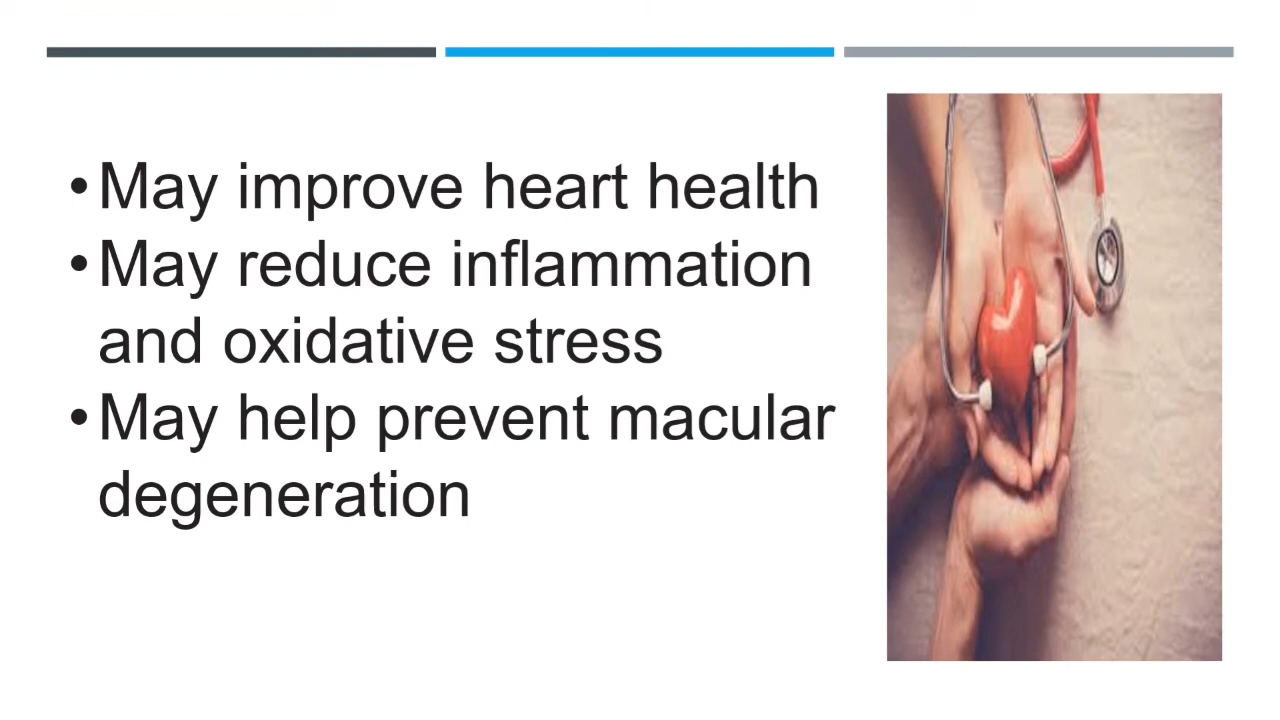 •May improve heart health
•May reduce inflammation
and oxidative stress
•May help prevent macular
degeneration